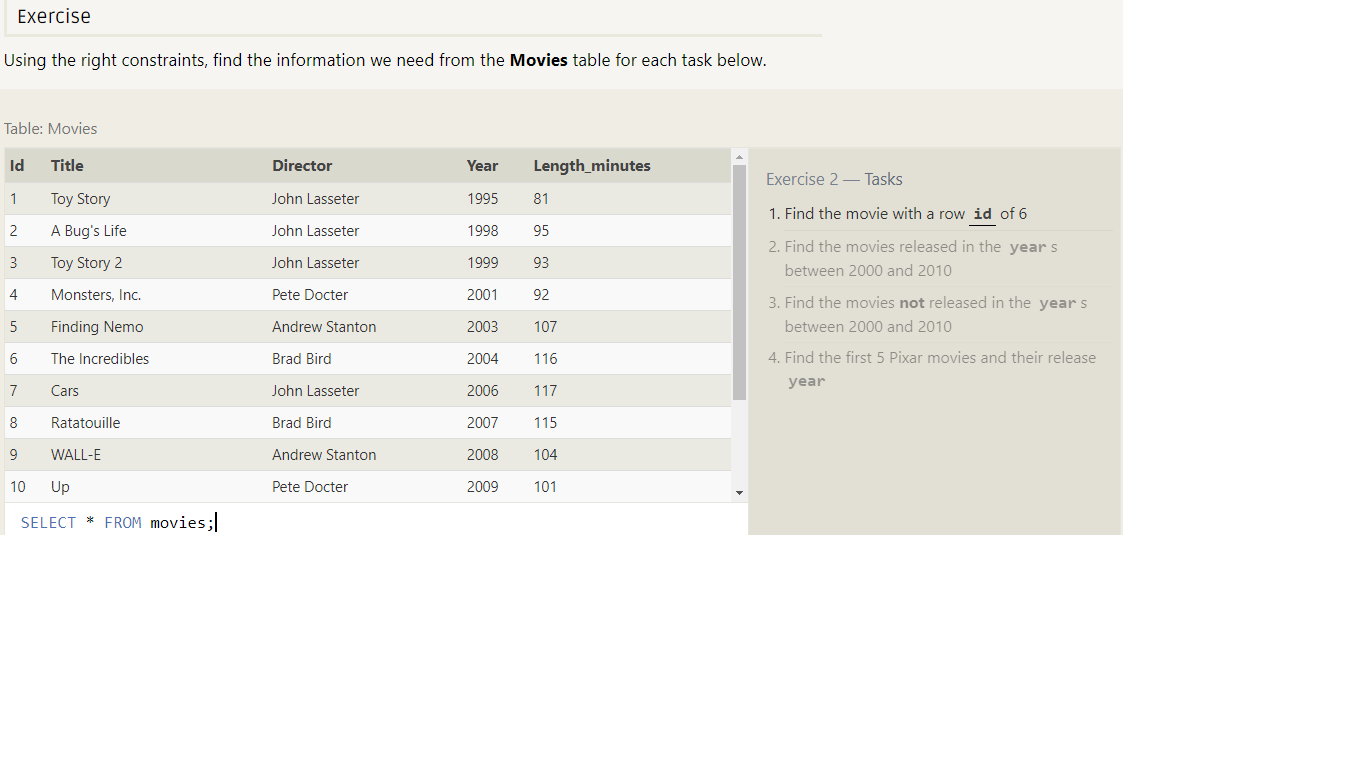 Exercise
Using the right constraints, find the information we need from the Movies table for each task below.
Table: Movies
Id Title Director Year Length_minutes
1 Toy Story John Lasseter 1995 81
2 A Bug's Life John Lasseter 1998 95
3 Toy Story 2 John Lasseter 1999 93
4 Monsters, Inc. Pete Docter 2001 92
5 Finding Nemo Andrew Stanton 2003 107
6 The Incredibles Brad Bird 2004 116
7 Cars John Lasseter 2006 117
8 Ratatouille Brad Bird 2007 115
9 WALL-E Andrew Stanton 2008 104
10 Up Pete Docter 2009 101
SELECT * FROM movies;
Exercise 2 — Tasks
1. Find the movie with a row id of 6
2. Find the movies released in the year s
between 2000 and 2010
3. Find the movies not released in the year s
between 2000 and 2010
4. Find the first 5 Pixar movies and their release
year